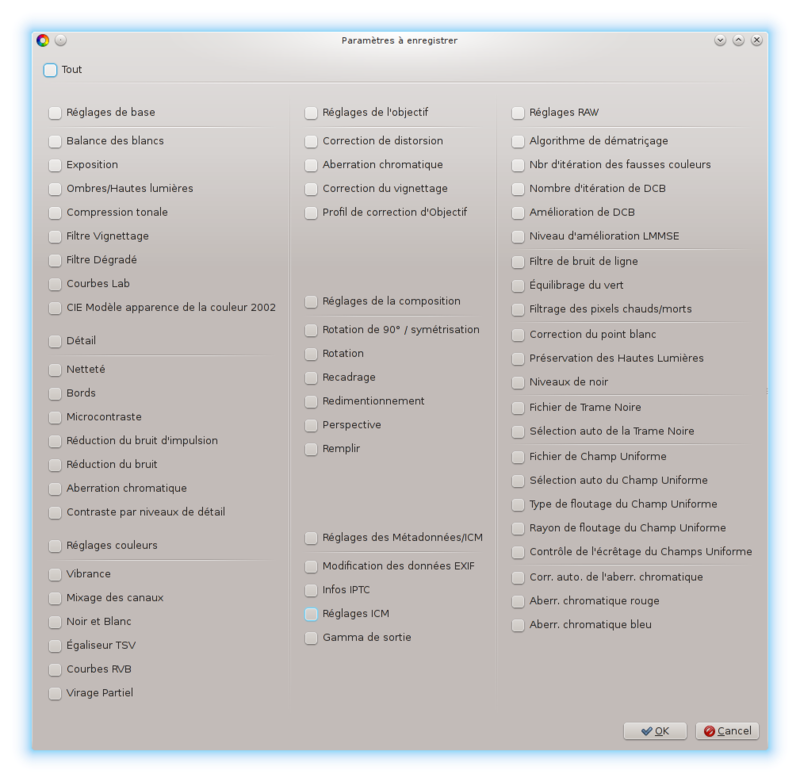 Paramètres à enregistrer
Tout
Réglages de base
Balance des blancs
Exposition
Ombres/Hautes lumières
Compression tonale
Filtre Vignettage
Filtre Dégradé
Courbes Lab
CIE Modèle apparence de la couleur 2002
Détail
Netteté
Bords
Microcontraste
Réduction du bruit d'impulsion
Réduction du bruit
Aberration chromatique
Contraste par niveaux de détail
Réglages couleurs
Vibrance
Mixage des canaux
Noir et Blanc
Égaliseur TSV
Courbes RVB
Virage Partiel
Réglages de l'objectif
Correction de distorsion
Aberration chromatique
Correction du vignettage
Profil de correction d'Objectif
Réglages de la composition
Rotation de 90° / symétrisation
Rotation
Recadrage
Redimentionnement
Perspective
Remplir
Réglages des Métadonnées/ICM
Modification des données EXIF
Infos IPTC
Réglages ICM
Gamma de sortie
Réglages RAW
Algorithme de dématriçage
Nbr d'itération des fausses couleurs
Nombre d'itération de DCB
Amélioration de DCB
Niveau d'amélioration LMMSE
Filtre de bruit de ligne
Équilibrage du vert
Filtrage des pixels chauds/morts
Correction du point blanc
Préservation des Hautes Lumières
Niveaux de noir
Fichier de Trame Noire
Sélection auto de la Trame Noire
Fichier de Champ Uniforme
Sélection auto du Champ Uniforme
Type de floutage du Champ Uniforme
Rayon de floutage du Champ Uniforme
Contrôle de l'écrêtage du Champs Uniforme
Corr. auto. de l'aberr. chromatique
Aberr. chromatique rouge
Aberr. chromatique bleu
OK
Cancel